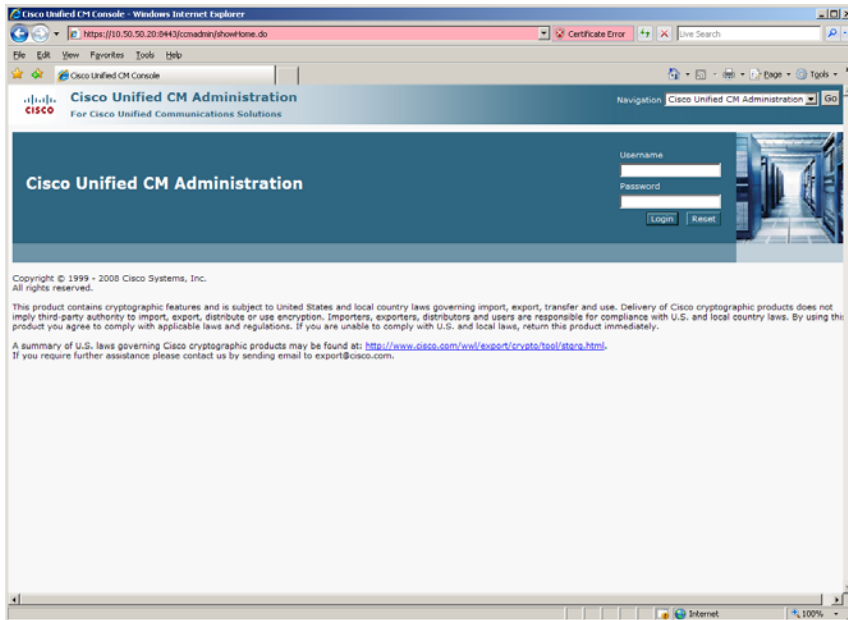 Cisco Unified CM Console - Windows Internet Explorer
https://10.50.50.20:8443/ccmadmin/showHome.do
Certificate Error
Live Search
File Edit View Favorites Tools Help
Cisco Unified CM Console
Page
Tools
CISCO
Cisco Unified CM Administration
For Cisco Unified Communications Solutions
Navigation Cisco Unified CM Administration Go
Cisco Unified CM Administration
Username
Password
Login Reset
Copyright © 1999 - 2008 Cisco Systems, Inc.
All rights reserved.
This product contains cryptographic features and is subject to United States and local country laws governing import, export, transfer and use. Delivery of Cisco cryptographic products does not
imply third-party authority to import, export, distribute or use encryption. Importers, exporters, distributors and users are responsible for compliance with U.S. and local country laws. By using this
product you agree to comply with applicable laws and regulations. If you are unable to comply with U.S. and local laws, return this product immediately.
A summary of U.S. laws governing Cisco cryptographic products may be found at: http://www.cisco.com/wwl/export/crypto/tool/stqrg.html.
If you require further assistance please contact us by sending email to export@cisco.com.
Internet
100%